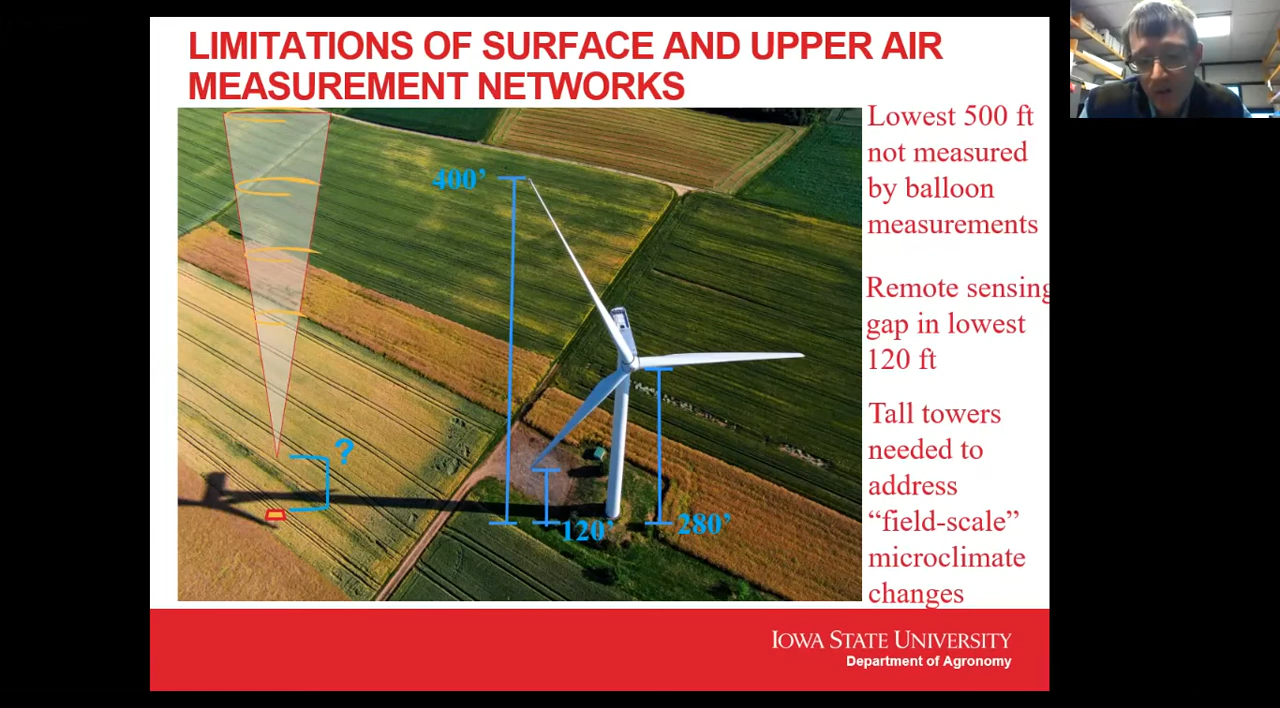 LIMITATIONS OF SURFACE AND UPPER AIR
MEASUREMENT NETWORKS
400'
?
120'
280'
Lowest 500 ft
not measured
by balloon
measurements
Remote sensing
gap in lowest
120 ft
Tall towers
needed to
address
“field-scale”
microclimate
changes
IOWA STATE UNIVERSITY
Department of Agronomy